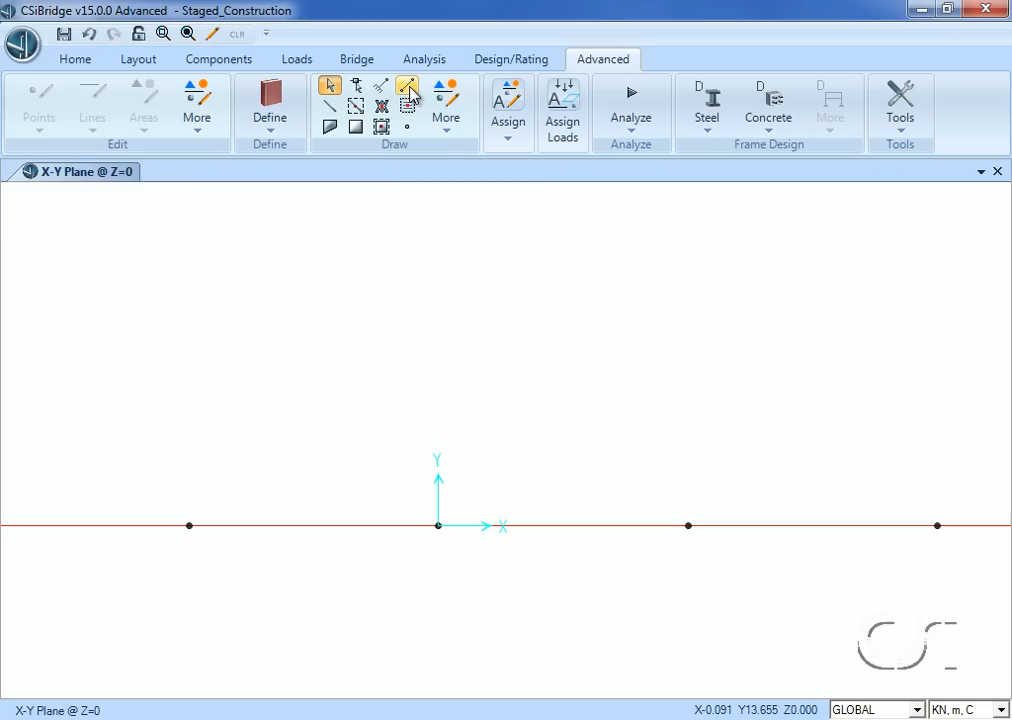 CSiBridge v15.0.0 Advanced - Staged_Construction
CLR
Home Layout Components Loads Bridge Analysis Design/Rating Advanced
Points Lines Areas More
Edit
Define
Define
More
Draw
Assign
Assign Loads
Analyze
Analyze
Steel Concrete More
Frame Design
Tools
Tools
X-Y Plane @ Z=0
Y
X
CSI
X-Y Plane @ Z=0 X-0.091 Y13.655 Z0.000 GLOBAL KN, m, C